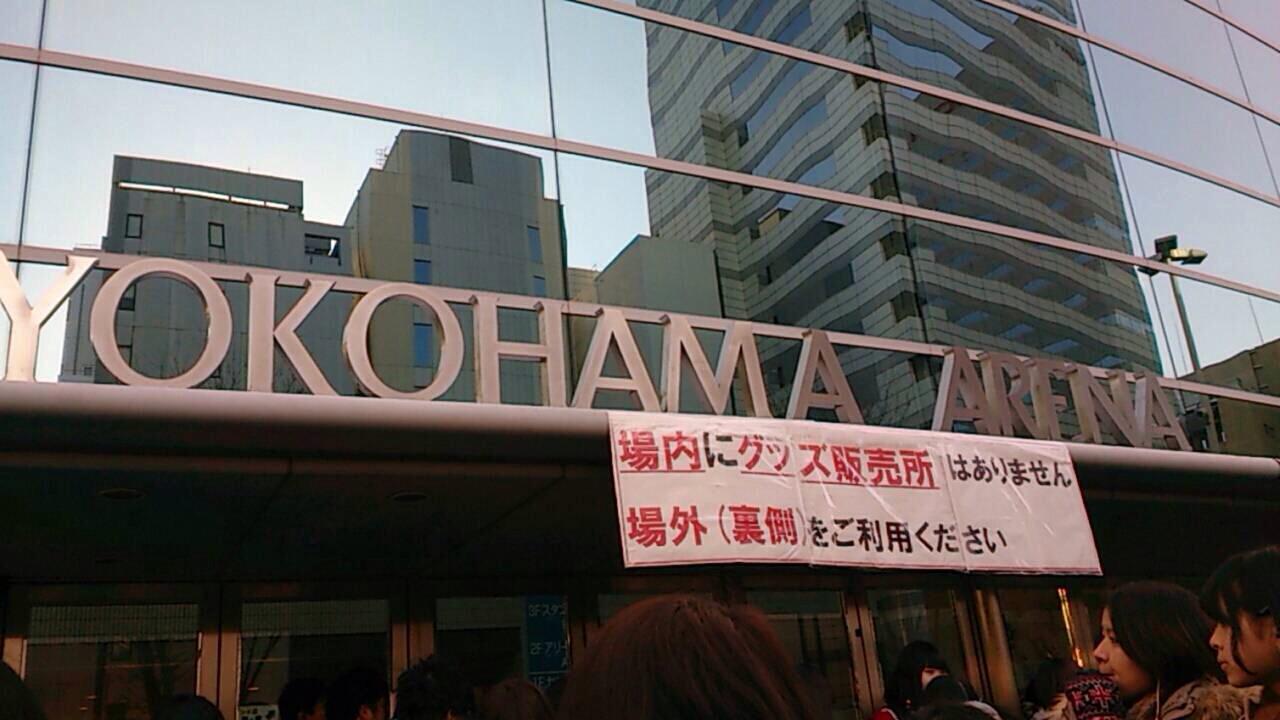 YOKOHAMA ARENA
場内にグッズ販売所はありません
場外(裏側)をご利用ください